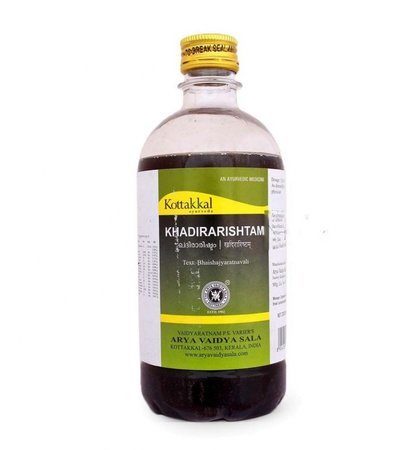 TO BREAK SEAL
AN AYURVEDIC MEDICINE
Kottakkal
ayurveda
KHADIRARISHTAM
ഖദിരാരിഷ്ടം | खदिरारिष्टम्
Text: Bhaishajyaratnavali
ESTD. 1902
VAIDYARATNAM P.S. VARIER'S
ARYA VAIDYA SALA
KOTTAKKAL-676 503, KERALA, INDIA
www.aryavaidyasala.com